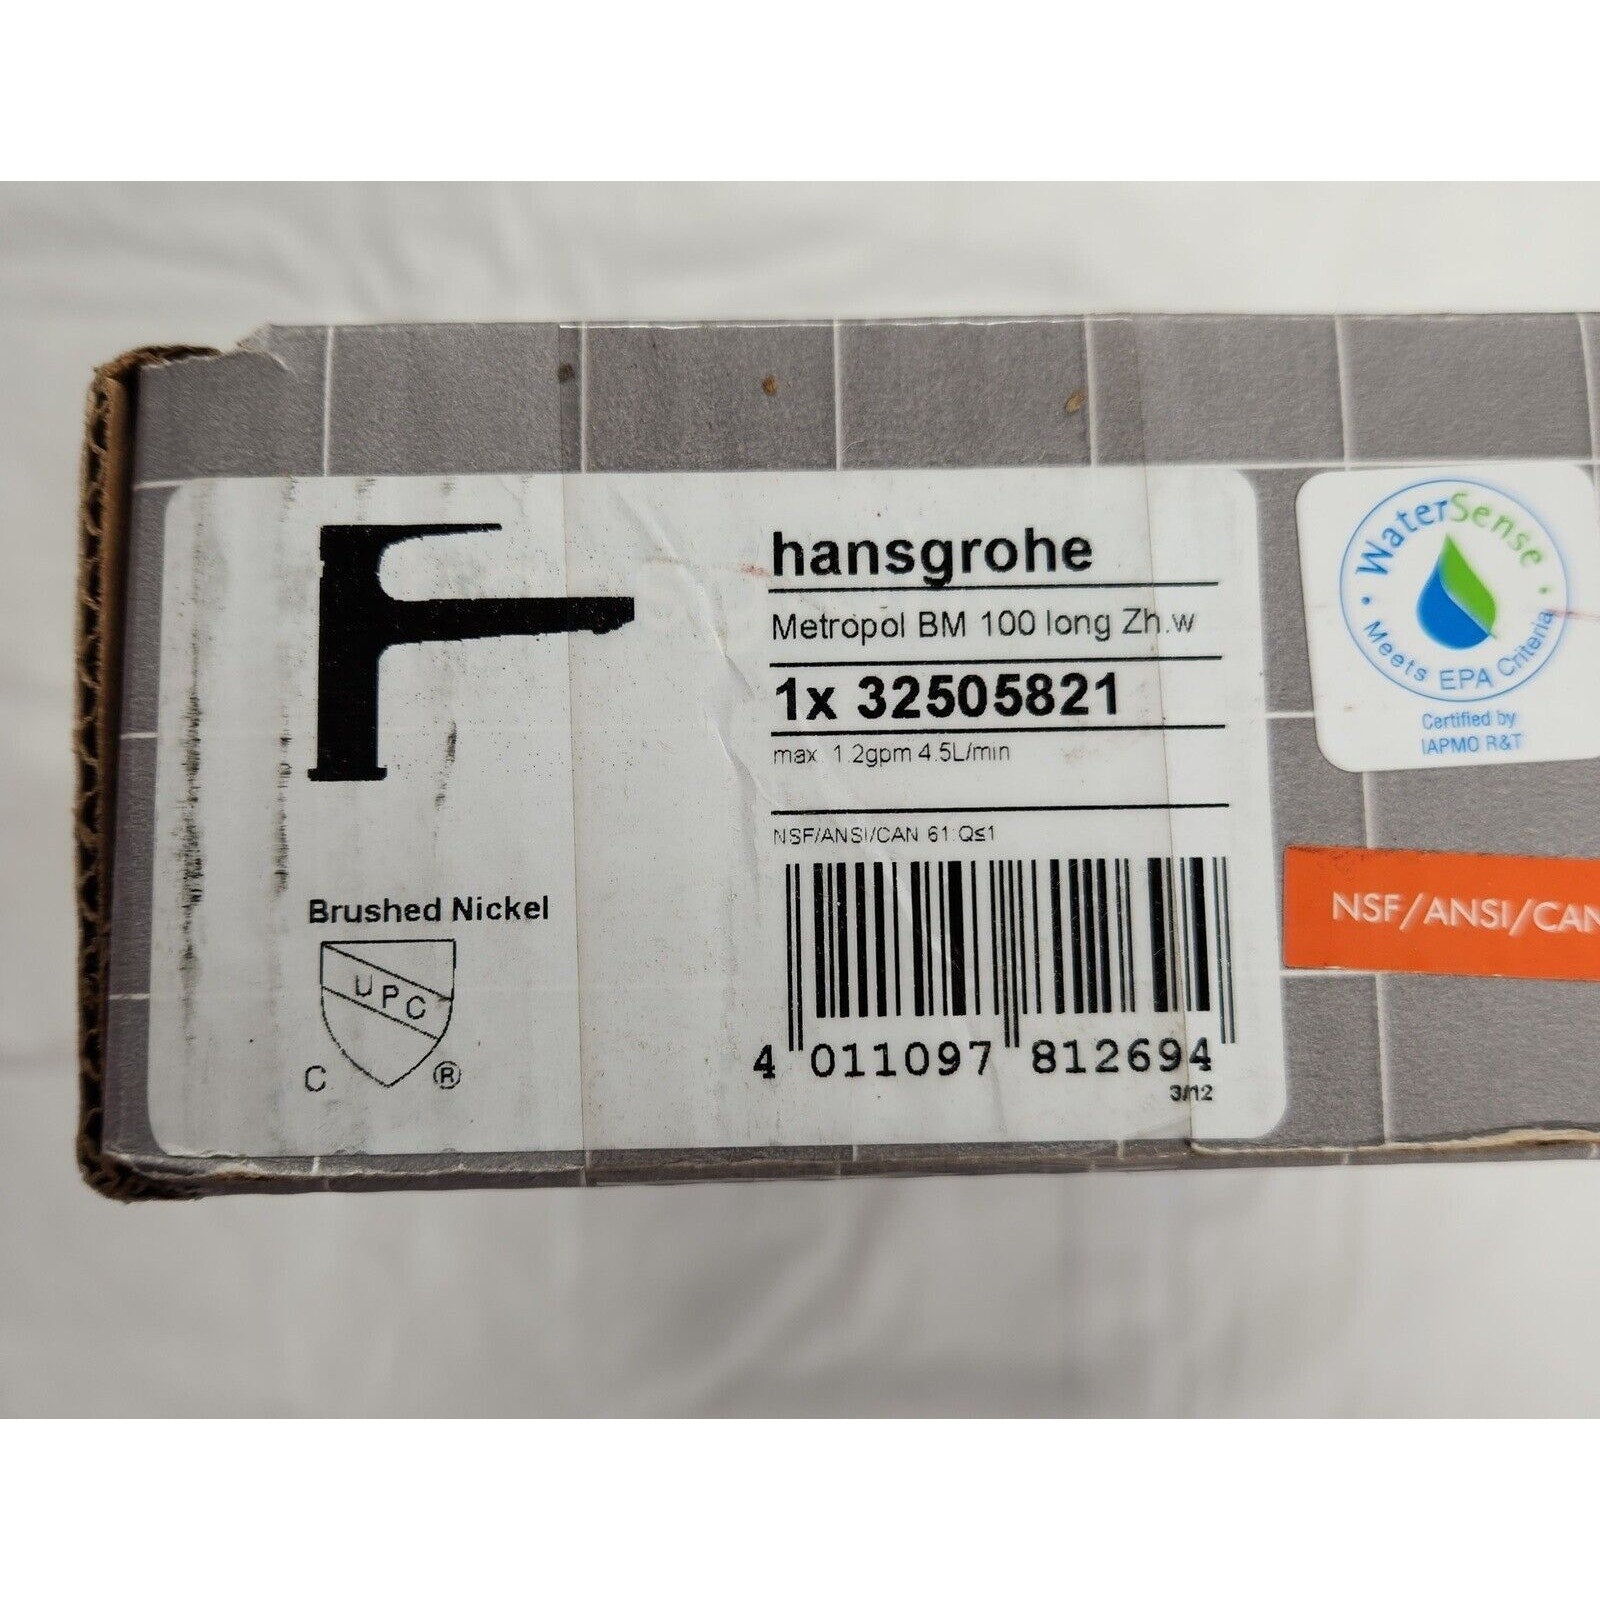 hansgrohe
Metropol BM 100 long Zh.w
1x 32505821
max 1.2gpm 4.5L/min
NSF/ANSI/CAN 61 Q≤1
Brushed Nickel
UPC
C ®
4 011097 812694
3/12
WaterSense
Meets EPA Criteria
Certified by
IAPMO R&T
NSF/ANSI/CAN